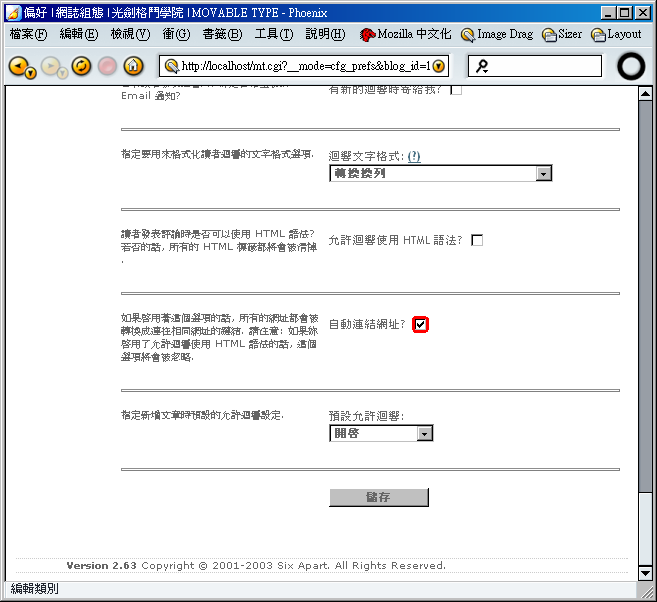 偏好 | 網誌組態 | 光劍格鬥學院 | MOVABLE TYPE - Phoenix
檔案(F) 編輯(E) 檢視(V) 衝(G) 書籤(B) 工具(T) 說明(H) Mozilla 中文化 Image Drag Sizer Layout
http://localhost/mt.cgi?__mode=cfg_prefs&blog_id=1
Email 通知?
有新的迴響時寄給我?
指定要用來格式化讀者迴響的文字格式選項.
迴響文字格式: (?)
轉換換列
讀者發表評論時是否可以使用 HTML 語法?
若否的話, 所有的 HTML 標籤都將會被清掉
.
允許迴響使用 HTML 語法?
如果啓用著這個選項的話, 所有的網址都會被
轉換成連往相同網址的鏈結. 請注意: 如果妳
啓用了允許迴響使用 HTML 語法的話, 這個
選項將會被忽略.
自動連結網址?
指定新增文章時預設的允許迴響設定.
預設允許迴響:
開啓
儲存
Version 2.63 Copyright © 2001-2003 Six Apart. All Rights Reserved.
編輯類別